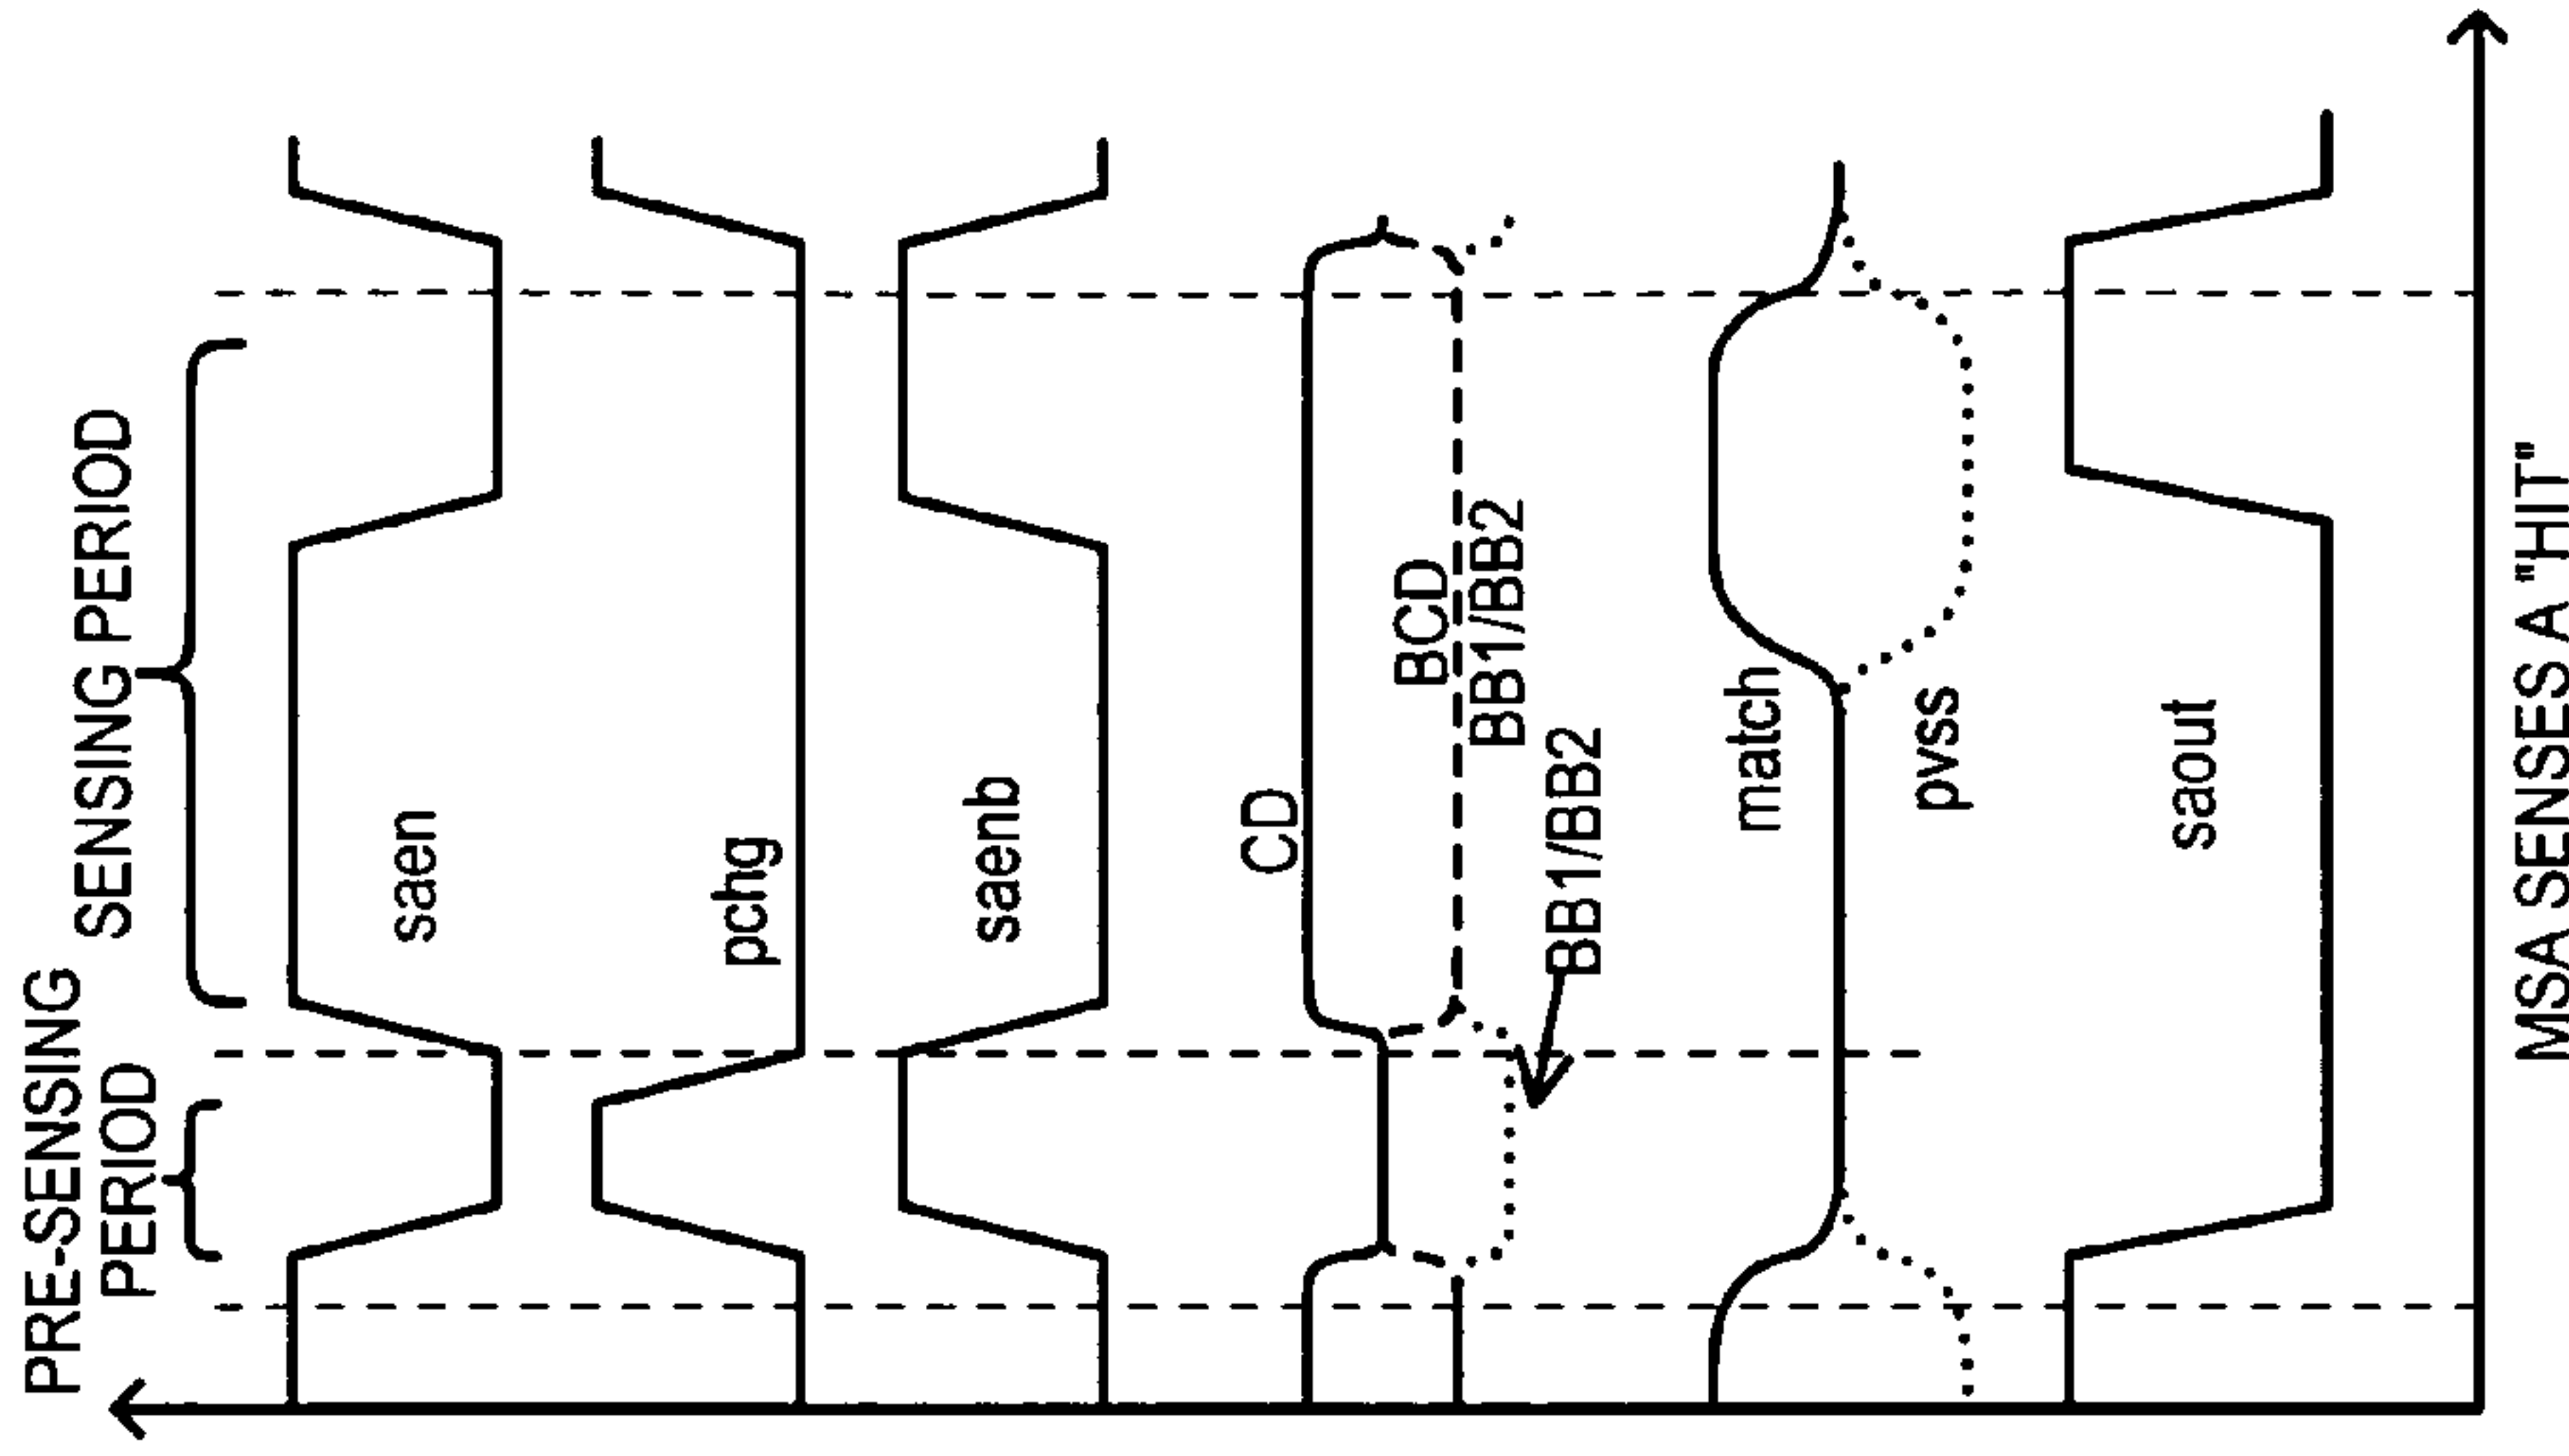 PRE-SENSING
PERIOD
SENSING PERIOD
saen
pchg
saenb
CD
BCD
BB1/BB2
BB1/BB2
match
pvss
saout
MSA SENSES A "HIT"